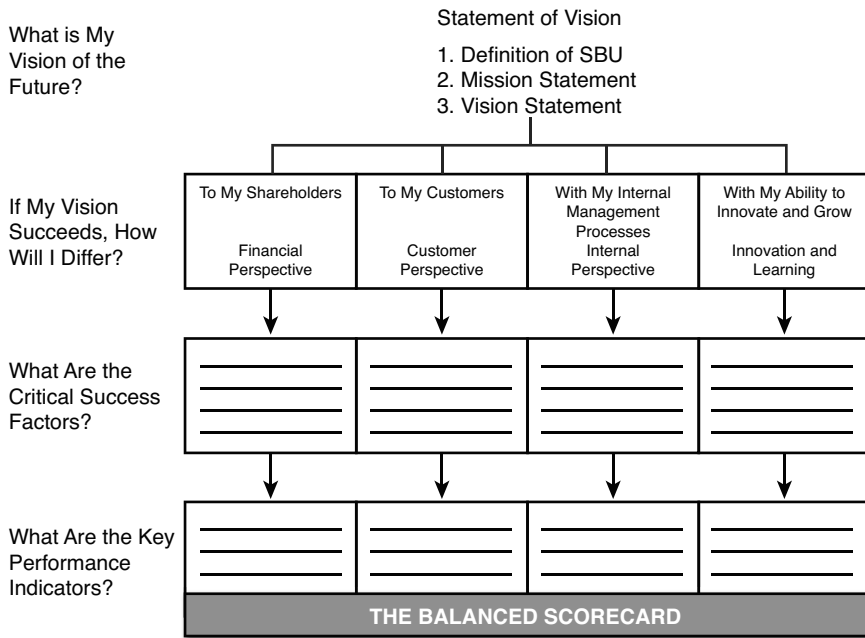 What is My
Vision of the
Future?
Statement of Vision
1. Definition of SBU
2. Mission Statement
3. Vision Statement
If My Vision
Succeeds, How
Will I Differ?
To My Shareholders
Financial
Perspective
To My Customers
Customer
Perspective
With My Internal
Management
Processes
Internal
Perspective
With My Ability to
Innovate and Grow
Innovation and
Learning
What Are the
Critical Success
Factors?
What Are the Key
Performance
Indicators?
THE BALANCED SCORECARD